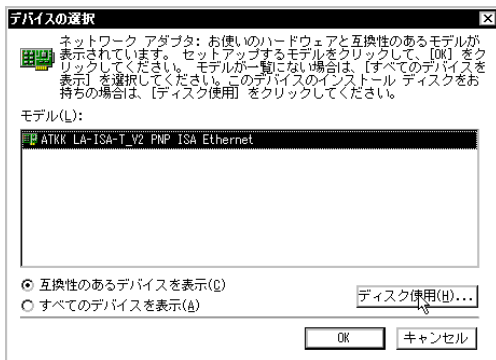 デバイスの選択
ネットワーク アダプタ: お使いのハードウェアと互換性のあるモデルが
表示されています。 セットアップするモデルをクリックして、[OK] をク
リックしてください。 モデルが一覧にない場合は、[すべてのデバイスを
表示] を選択してください。このデバイスのインストール ディスクをお
持ちの場合は、[ディスク使用] をクリックしてください。
モデル(L):
ATKK LA-ISA-T_V2 PNP ISA Ethernet
互換性のあるデバイスを表示(C)
すべてのデバイスを表示(A)
ディスク使用(H)...
OK
キャンセル